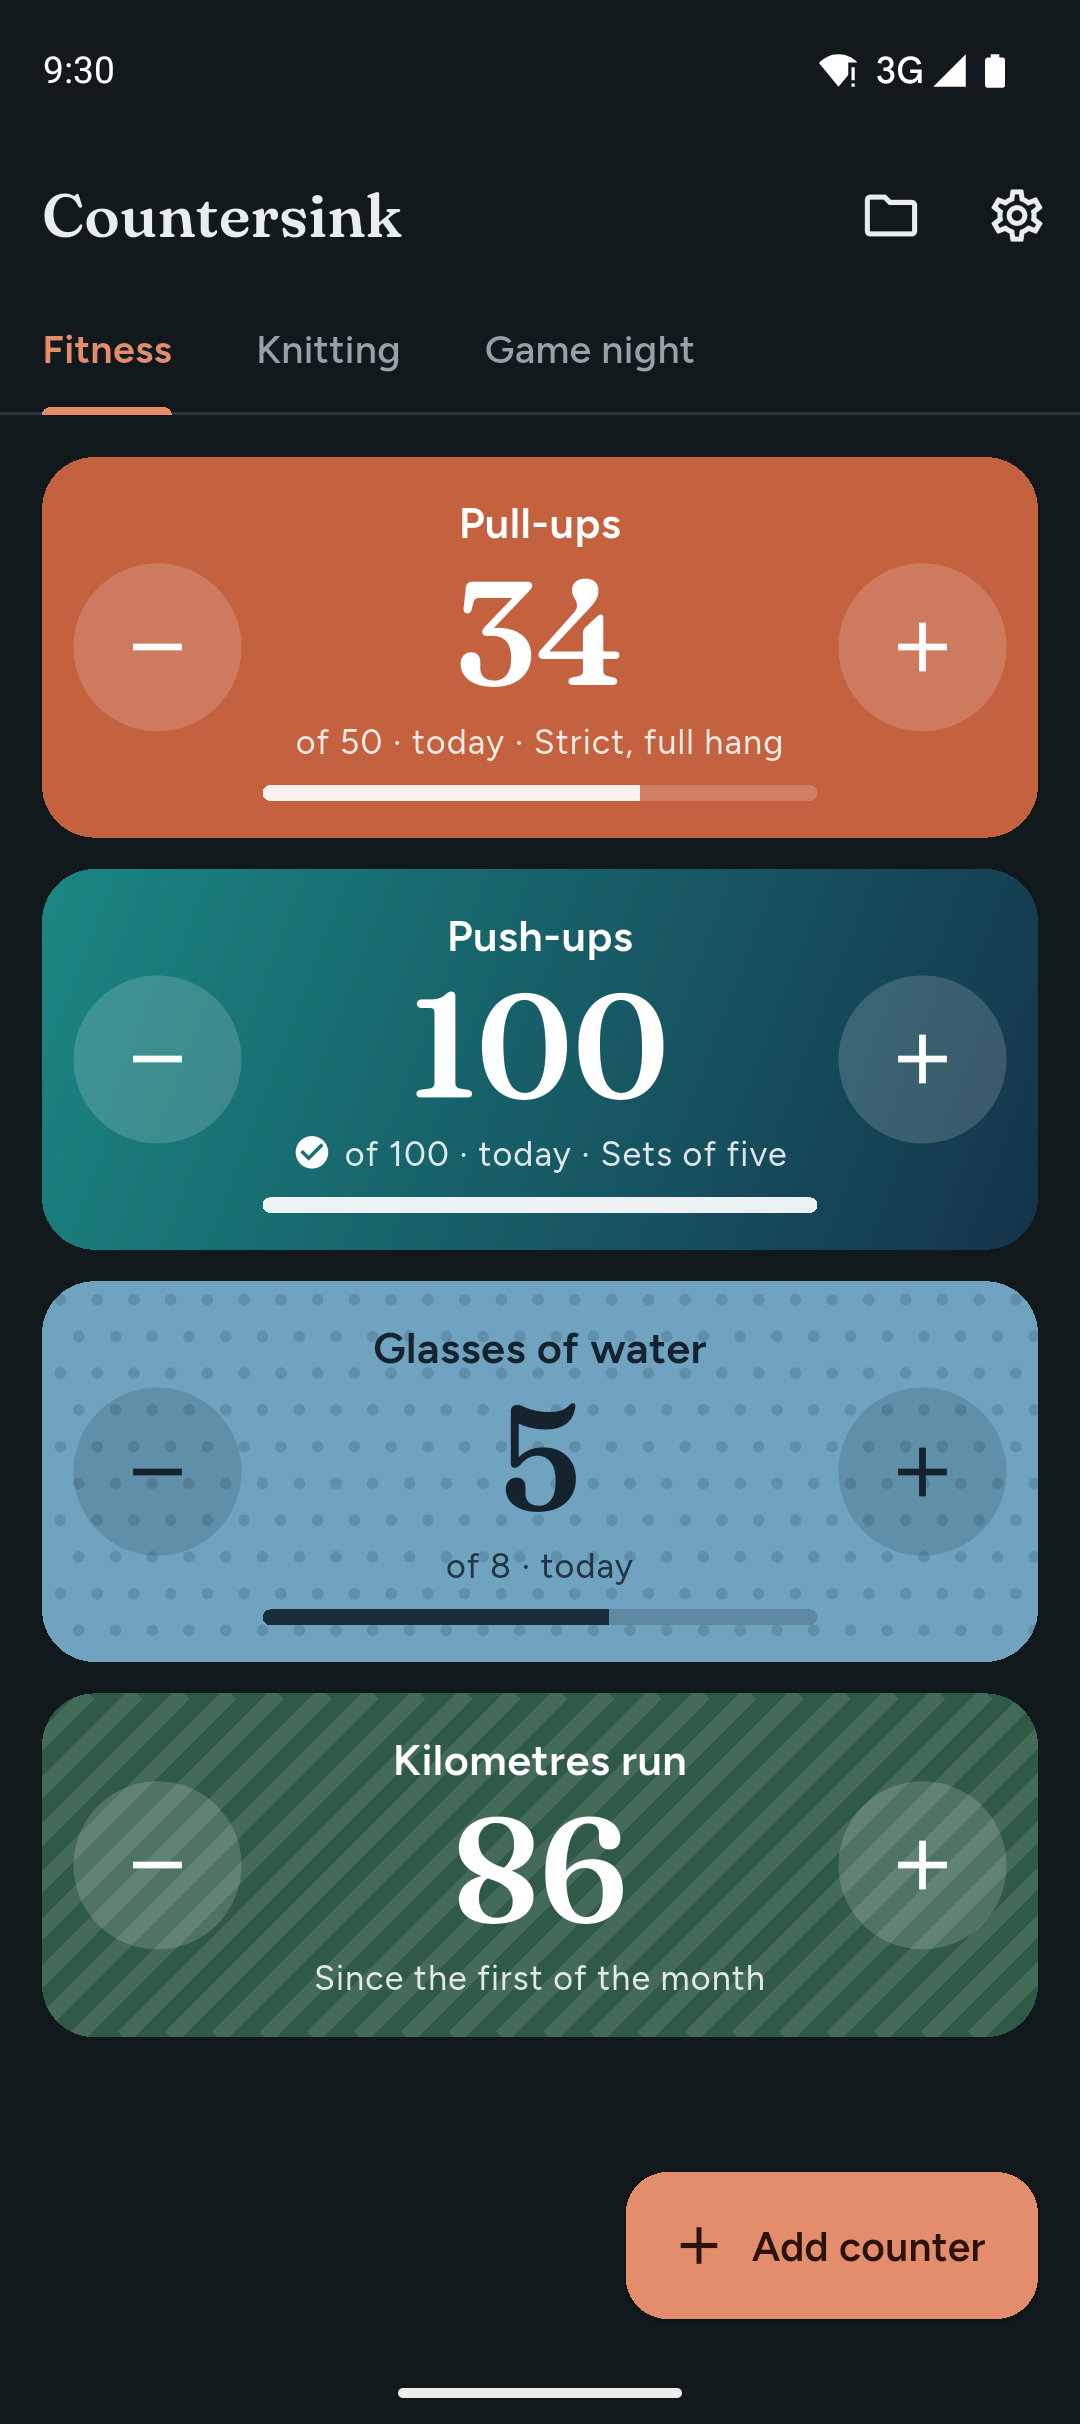 9:30
3G
Countersink
Fitness
Knitting
Game night
Pull-ups
34
of 50 · today · Strict, full hang
Push-ups
100
of 100 · today · Sets of five
Glasses of water
5
of 8 · today
Kilometres run
86
Since the first of the month
Add counter